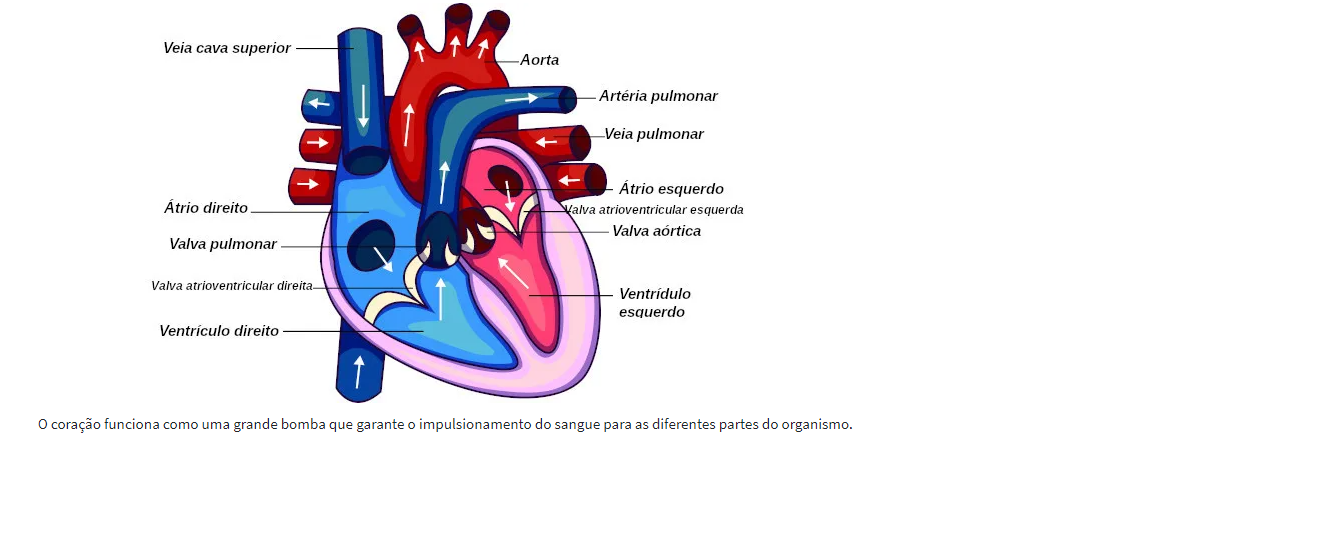 Veia cava superior
Aorta
Artéria pulmonar
Veia pulmonar
Átrio esquerdo
Átrio direito
Valva atrioventricular esquerda
Valva aórtica
Valva pulmonar
Valva atrioventricular direita
Ventrídulo
esquerdo
Ventrículo direito
O coração funciona como uma grande bomba que garante o impulsionamento do sangue para as diferentes partes do organismo.